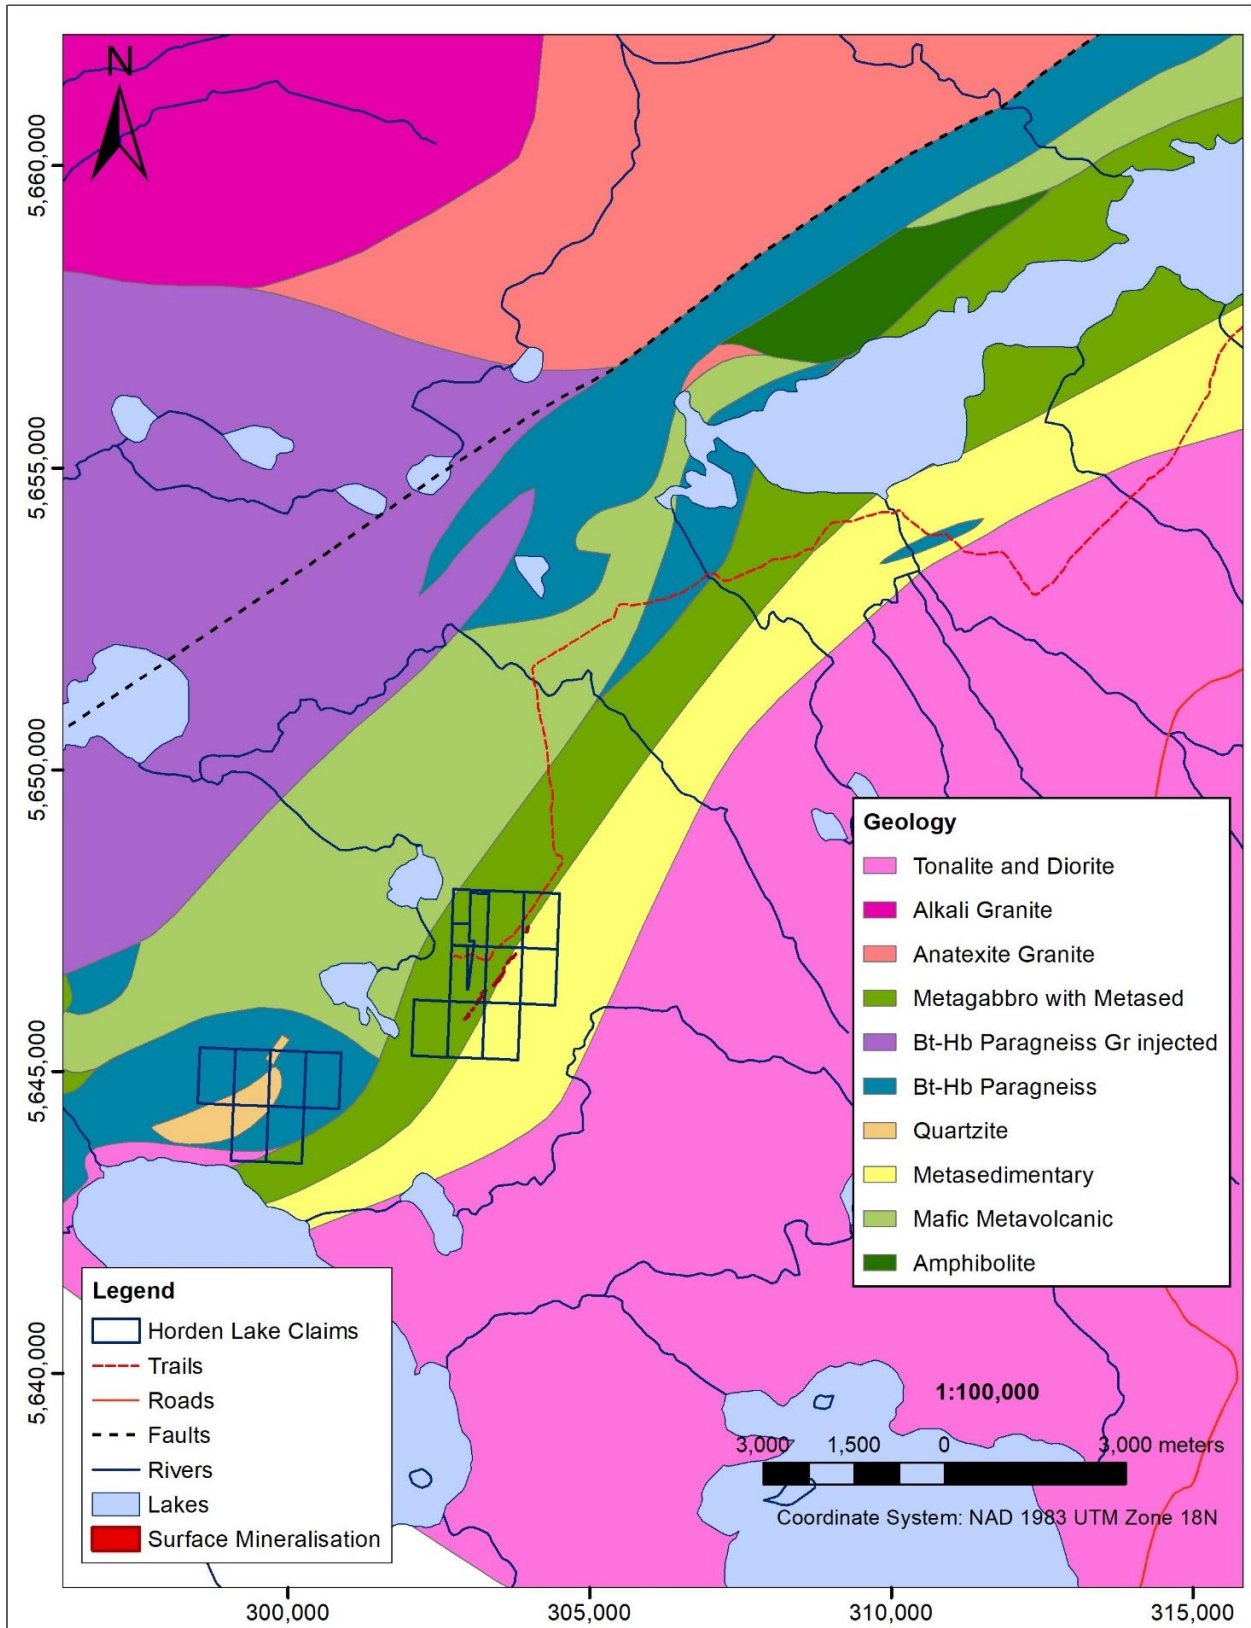 N
5,660,000
5,655,000
5,650,000
5,645,000
5,640,000
Geology
Tonalite and Diorite
Alkali Granite
Anatexite Granite
Metagabbro with Metased
Bt-Hb Paragneiss Gr injected
Bt-Hb Paragneiss
Quartzite
Metasedimentary
Mafic Metavolcanic
Amphibolite
Legend
Horden Lake Claims
Trails
Roads
Faults
Rivers
Lakes
Surface Mineralisation
1:100,000
3,000 1,500 0 3,000 meters
Coordinate System: NAD 1983 UTM Zone 18N
300,000 305,000 310,000 315,000